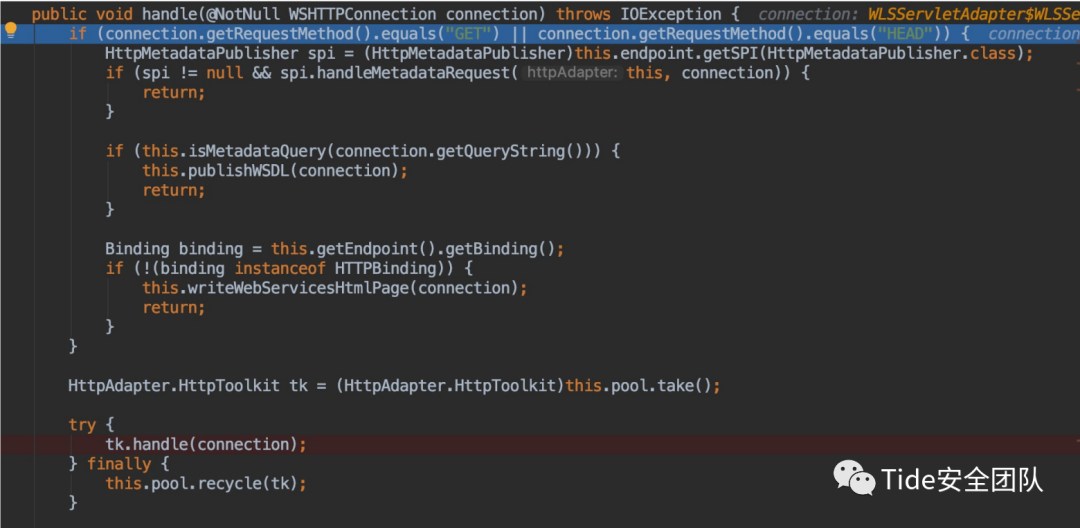 public void handle(@NotNull WSHTTPConnection connection) throws IOException { connection: WLSServletAdapter$WLSSe
if (connection.getRequestMethod().equals("GET") || connection.getRequestMethod().equals("HEAD")) { connection
HttpMetadataPublisher spi = (HttpMetadataPublisher)this.endpoint.getSPI(HttpMetadataPublisher.class);
if (spi != null && spi.handleMetadataRequest( httpAdapter: this, connection)) {
return;
}
if (this.isMetadataQuery(connection.getQueryString())) {
this.publishWSDL(connection);
return;
}
Binding binding = this.getEndpoint().getBinding();
if (!(binding instanceof HTTPBinding)) {
this.writeWebServicesHtmlPage(connection);
return;
}
}
HttpAdapter.HttpToolkit tk = (HttpAdapter.HttpToolkit)this.pool.take();
try {
tk.handle(connection);
} finally {
this.pool.recycle(tk);
}
Tide安全团队